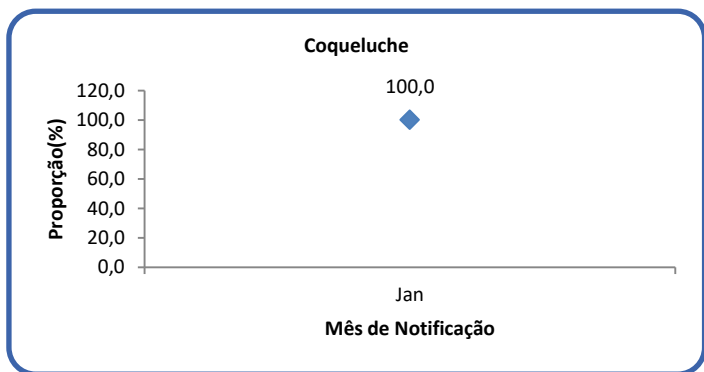 Coqueluche
100,0
120,0
100,0
80,0
60,0
40,0
20,0
0,0
Proporção(%)
Jan
Mês de Notificação